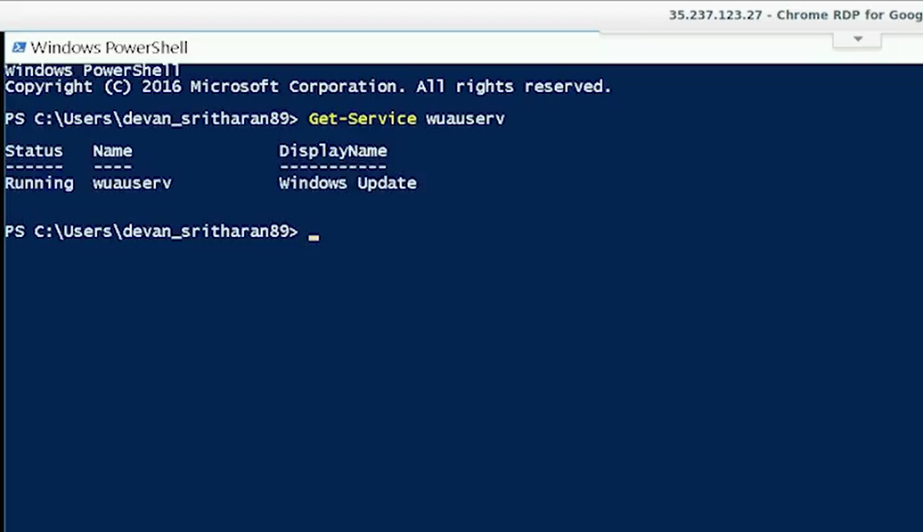 35.237.123.27 - Chrome RDP for Goog
Windows PowerShell
Windows PowerShell
Copyright (C) 2016 Microsoft Corporation. All rights reserved.
PS C:\Users\devan_sritharan89> Get-Service wuauserv
Status   Name               DisplayName
------   ----               -----------
Running  wuauserv           Windows Update
PS C:\Users\devan_sritharan89> _